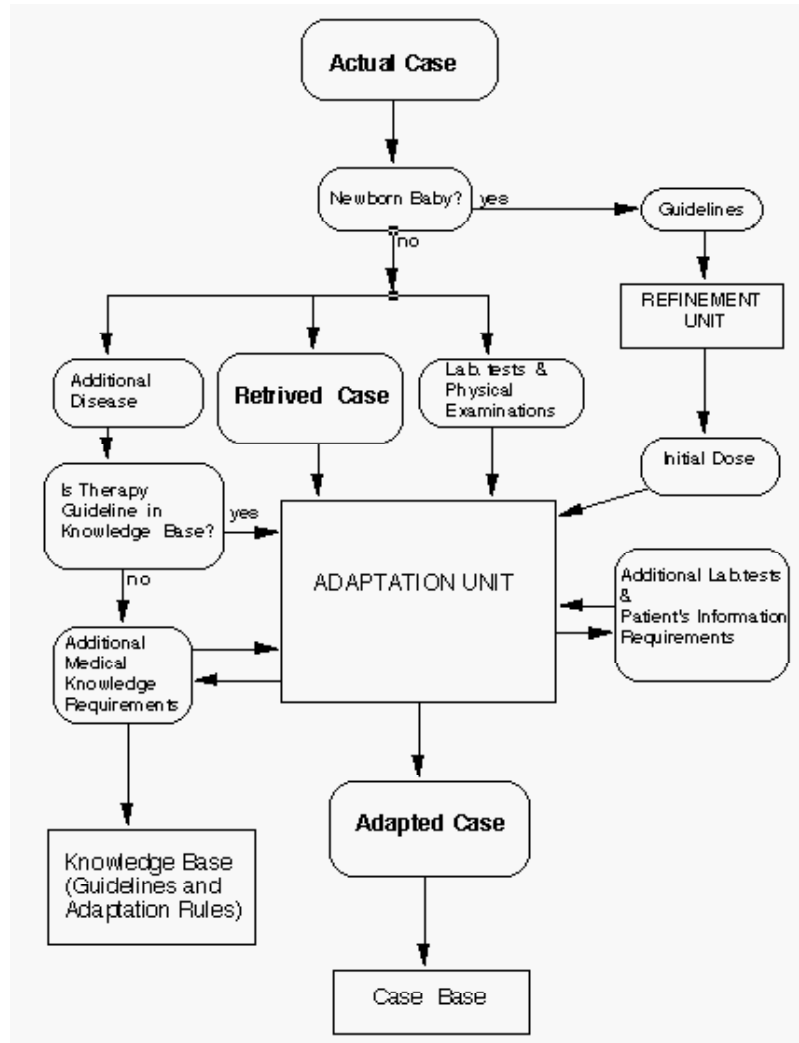 Actual Case
Newborn Baby?
yes
Guidelines
no
REFINEMENT
UNIT
Additional
Disease
Retrived Case
Lab. tests &
Physical
Examinations
Initial Dose
Is Therapy
Guideline in
Knowledge Base?
yes
no
ADAPTATION UNIT
Additional Lab.tests
&
Patient's Information
Requirements
Additional
Medical
Knowledge
Requirements
Adapted Case
Knowledge Base
(Guidelines and
Adaptation Rules)
Case Base